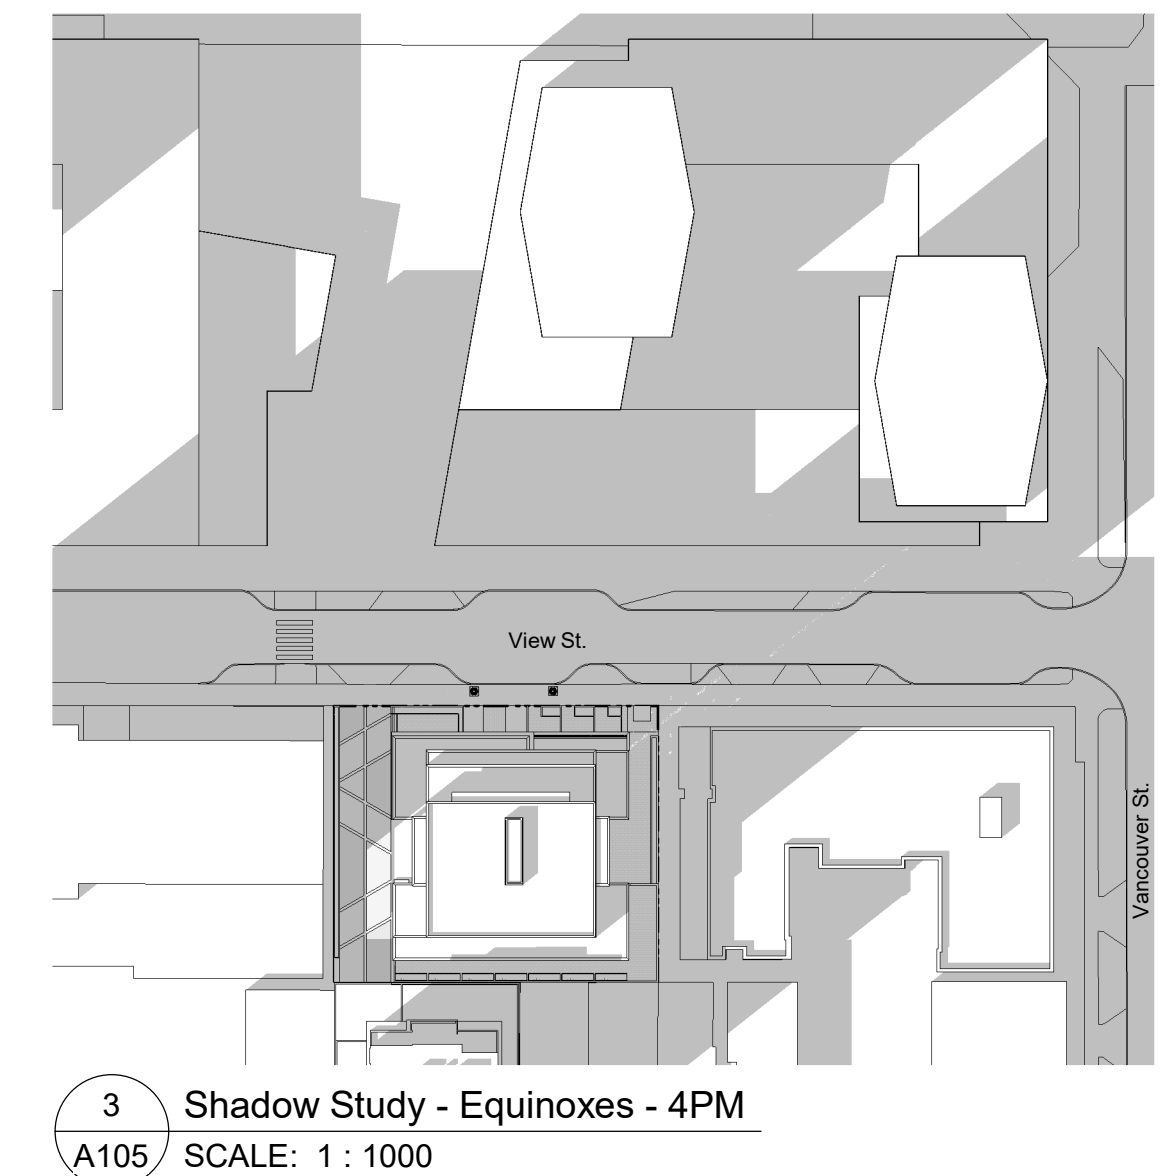 View St.
Vancouver St.
3
Shadow Study - Equinoxes - 4PM
A105
SCALE: 1 : 1000